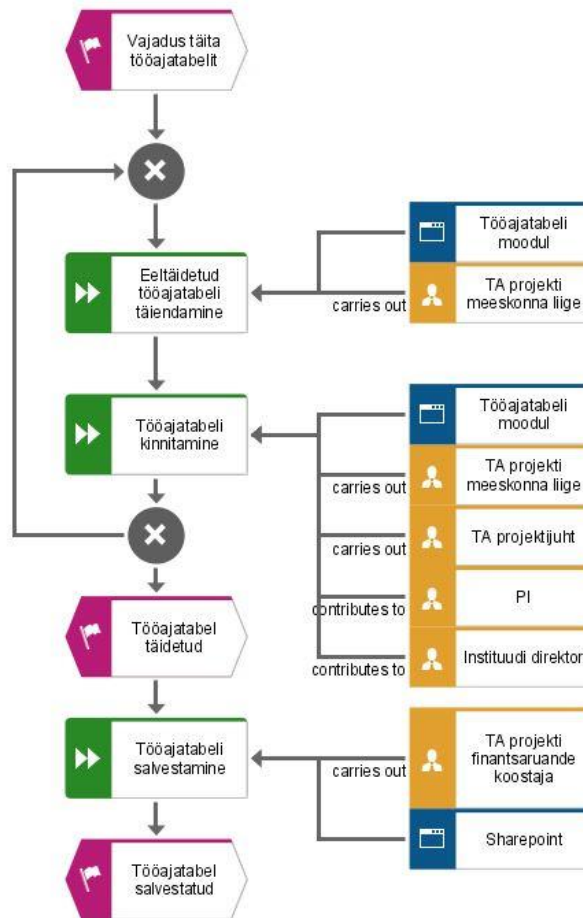 Vajadus täita
tööajatabelit
Eeltäidetud
tööajatabeli
täiendamine
Tööajatabeli
moodul
carries out
TA projekti
meeskonna liige
Tööajatabeli
kinnitamine
Tööajatabeli
moodul
carries out
TA projekti
meeskonna liige
carries out
TA projektijuht
contributes to
PI
contributes to
Instituudi direktor
Tööajatabel
täidetud
Tööajatabeli
salvestamine
carries out
TA projekti
finantsaruande
koostaja
Sharepoint
Tööajatabel
salvestatud